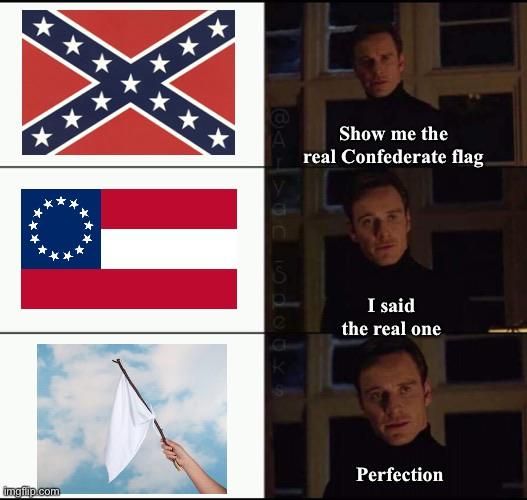 Show me the
real Confederate flag
@Aryan_Speaks
I said
the real one
Perfection
imgflip.com